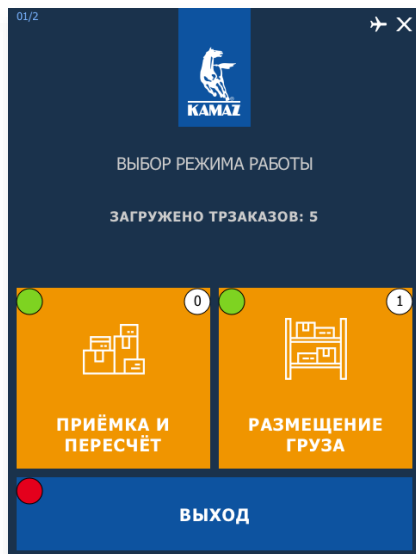 01/2
KAMAZ
ВЫБОР РЕЖИМА РАБОТЫ
ЗАГРУЖЕНО ТРЗАКАЗОВ: 5
0
1
ПРИЁМКА И
ПЕРЕСЧЁТ
РАЗМЕЩЕНИЕ
ГРУЗА
ВЫХОД